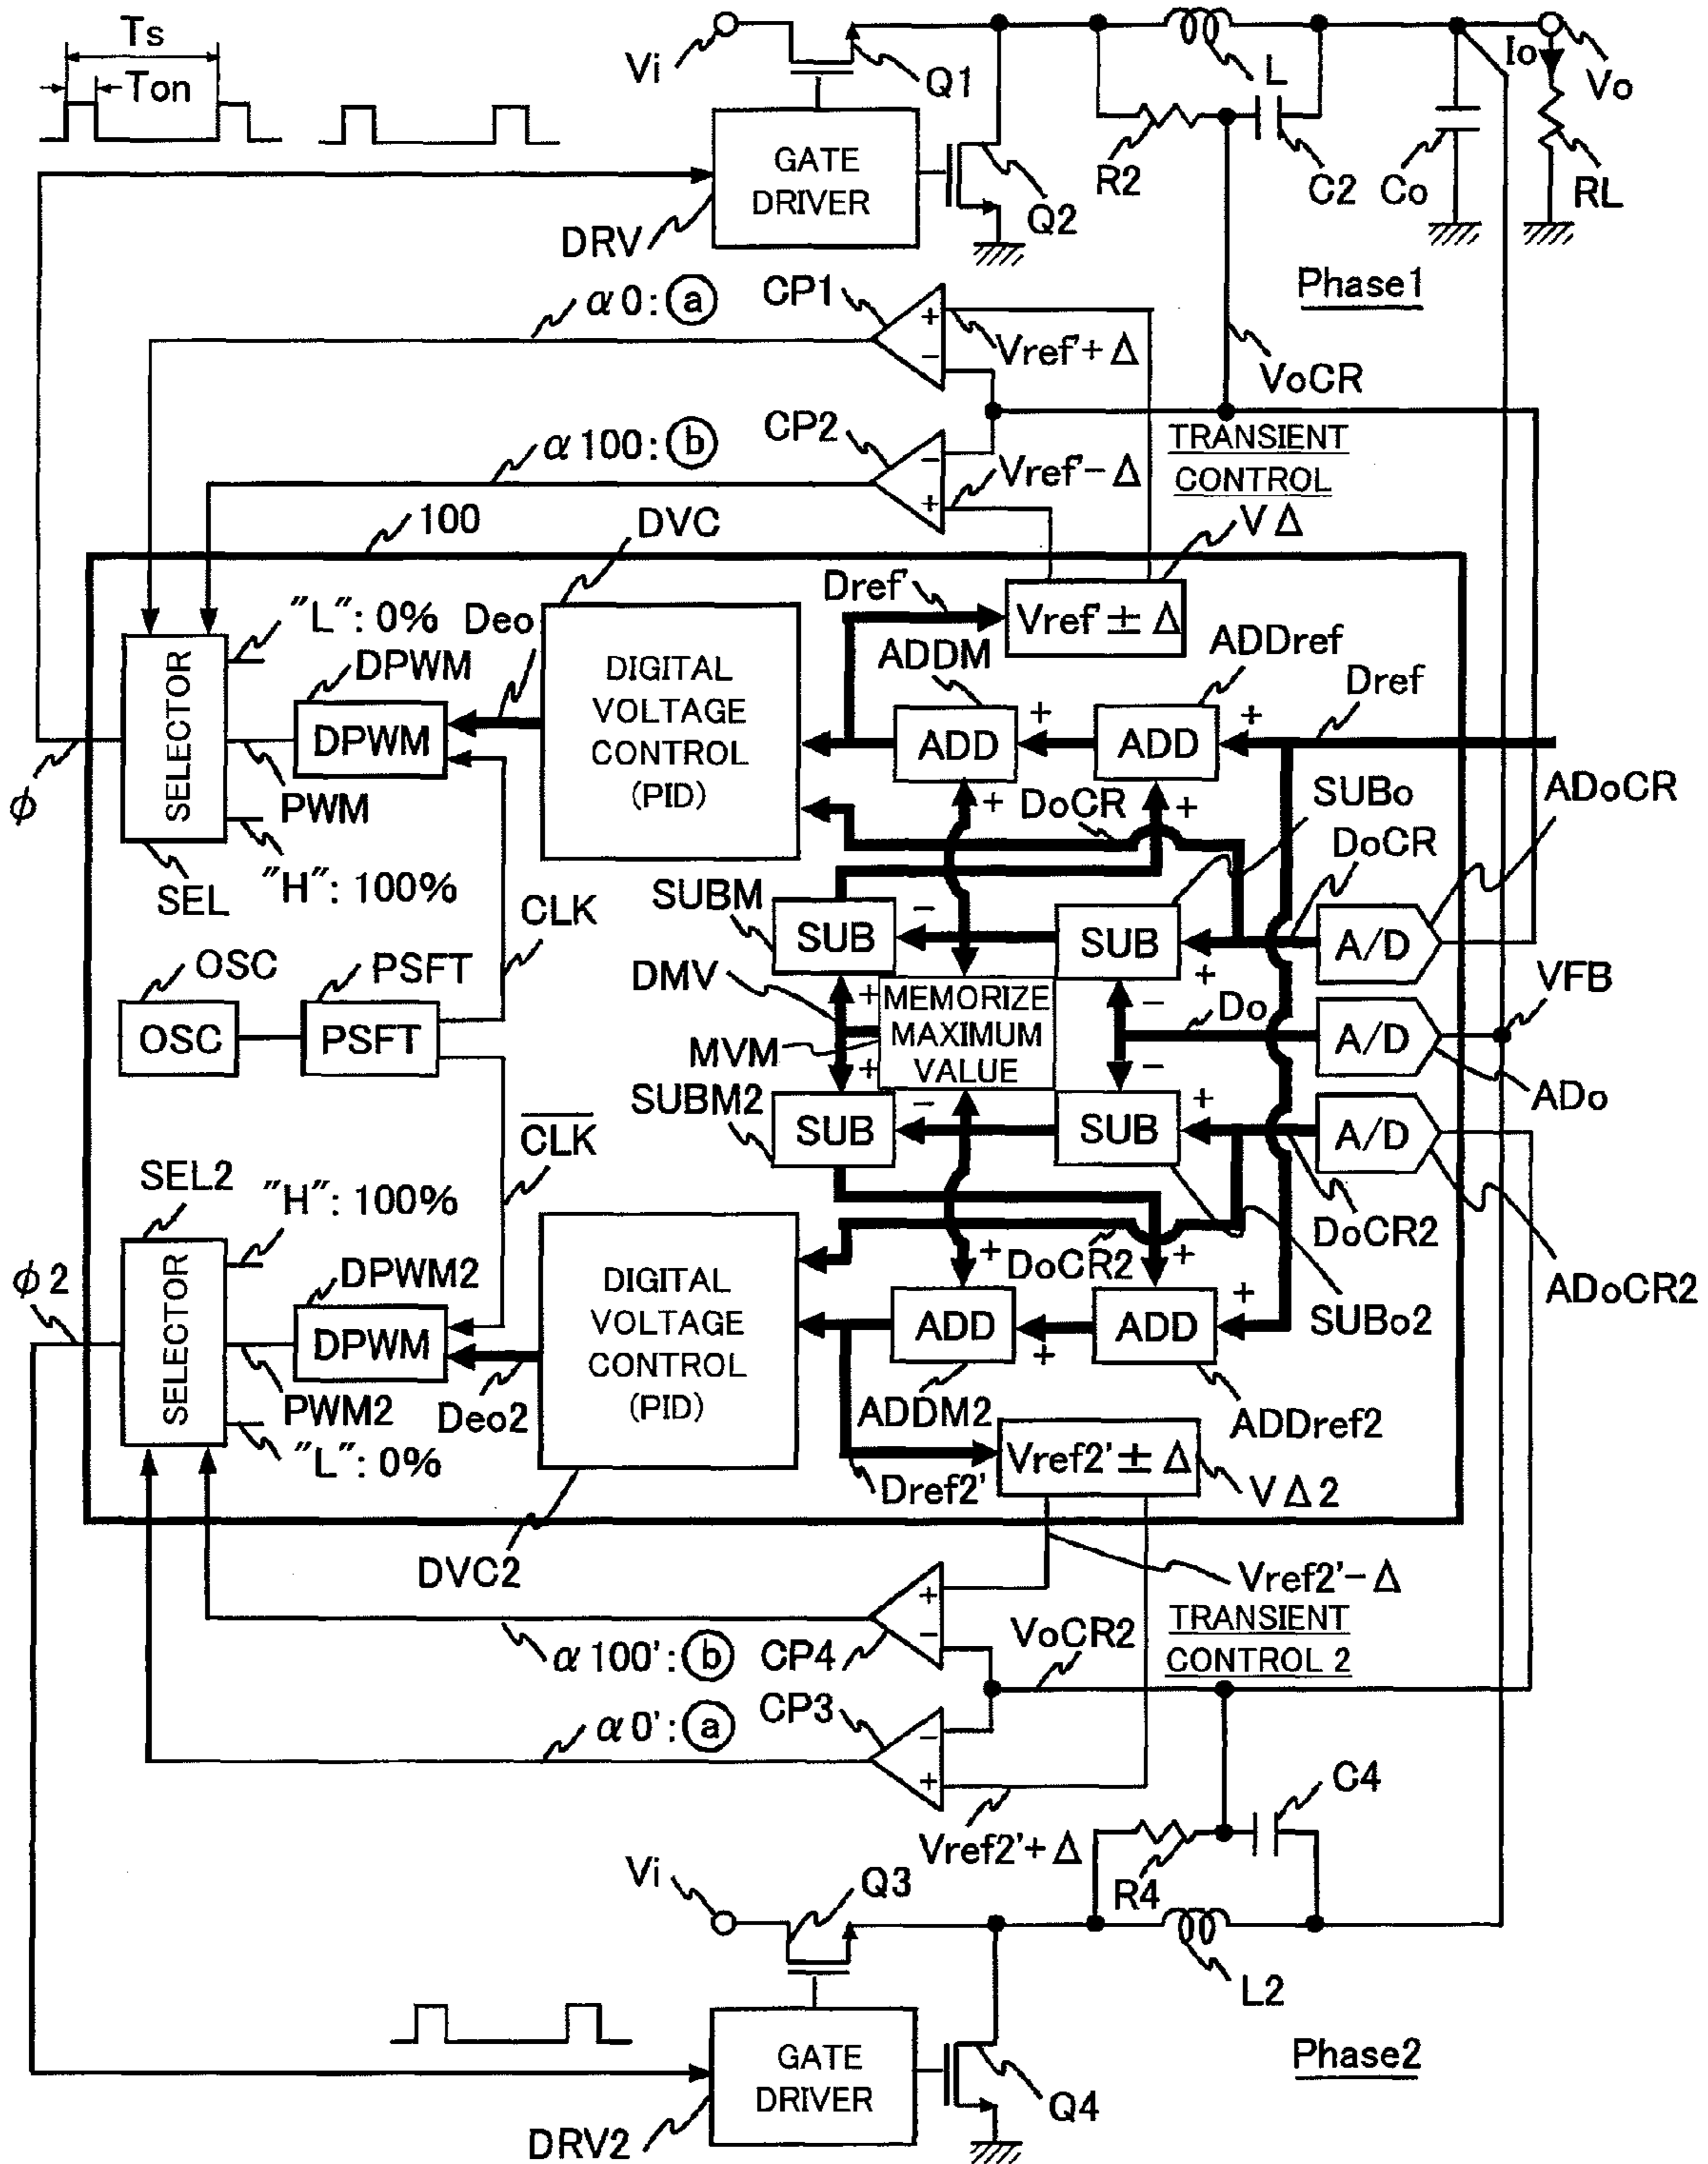 Ts
Ton
Vi
Q1
L
Io
Vo
GATE
DRIVER
DRV
Q2
R2
C2
Co
RL
Phase1
α0:ⓐ
CP1
+
−
Vref'+Δ
VoCR
α100:ⓑ
CP2
−
+
Vref'-Δ
TRANSIENT
CONTROL
VΔ
100
DVC
Dref'
Vref'±Δ
"L": 0%
Deo
DPWM
ADDM
ADDref
Dref
SELECTOR
DPWM
DIGITAL
VOLTAGE
CONTROL
(PID)
ADD
+
ADD
+
φ
PWM
+
DoCR
+
SUBo
ADoCR
"H": 100%
SEL
CLK
SUBM
SUB
−
SUB
+
DoCR
A/D
OSC
PSFT
DMV
+
MEMORIZE
MAXIMUM
VALUE
−
Do
VFB
OSC
PSFT
MVM
A/D
ADo
+
−
SUBM2
SUB
−
SUB
+
A/D
CLK
SEL2
"H": 100%
DoCR2
DoCR2
ADoCR2
φ2
SELECTOR
DPWM2
DPWM
DIGITAL
VOLTAGE
CONTROL
(PID)
+
+
+
ADD
+
ADD
SUBo2
PWM2
Deo2
ADDM2
ADDref2
"L": 0%
Dref2'
Vref2'±Δ
VΔ2
DVC2
Vref2'-Δ
+
−
α100':ⓑ
CP4
VoCR2
TRANSIENT
CONTROL 2
α0':ⓐ
CP3
−
+
Vref2'+Δ
C4
R4
Vi
Q3
L2
GATE
DRIVER
DRV2
Q4
Phase2